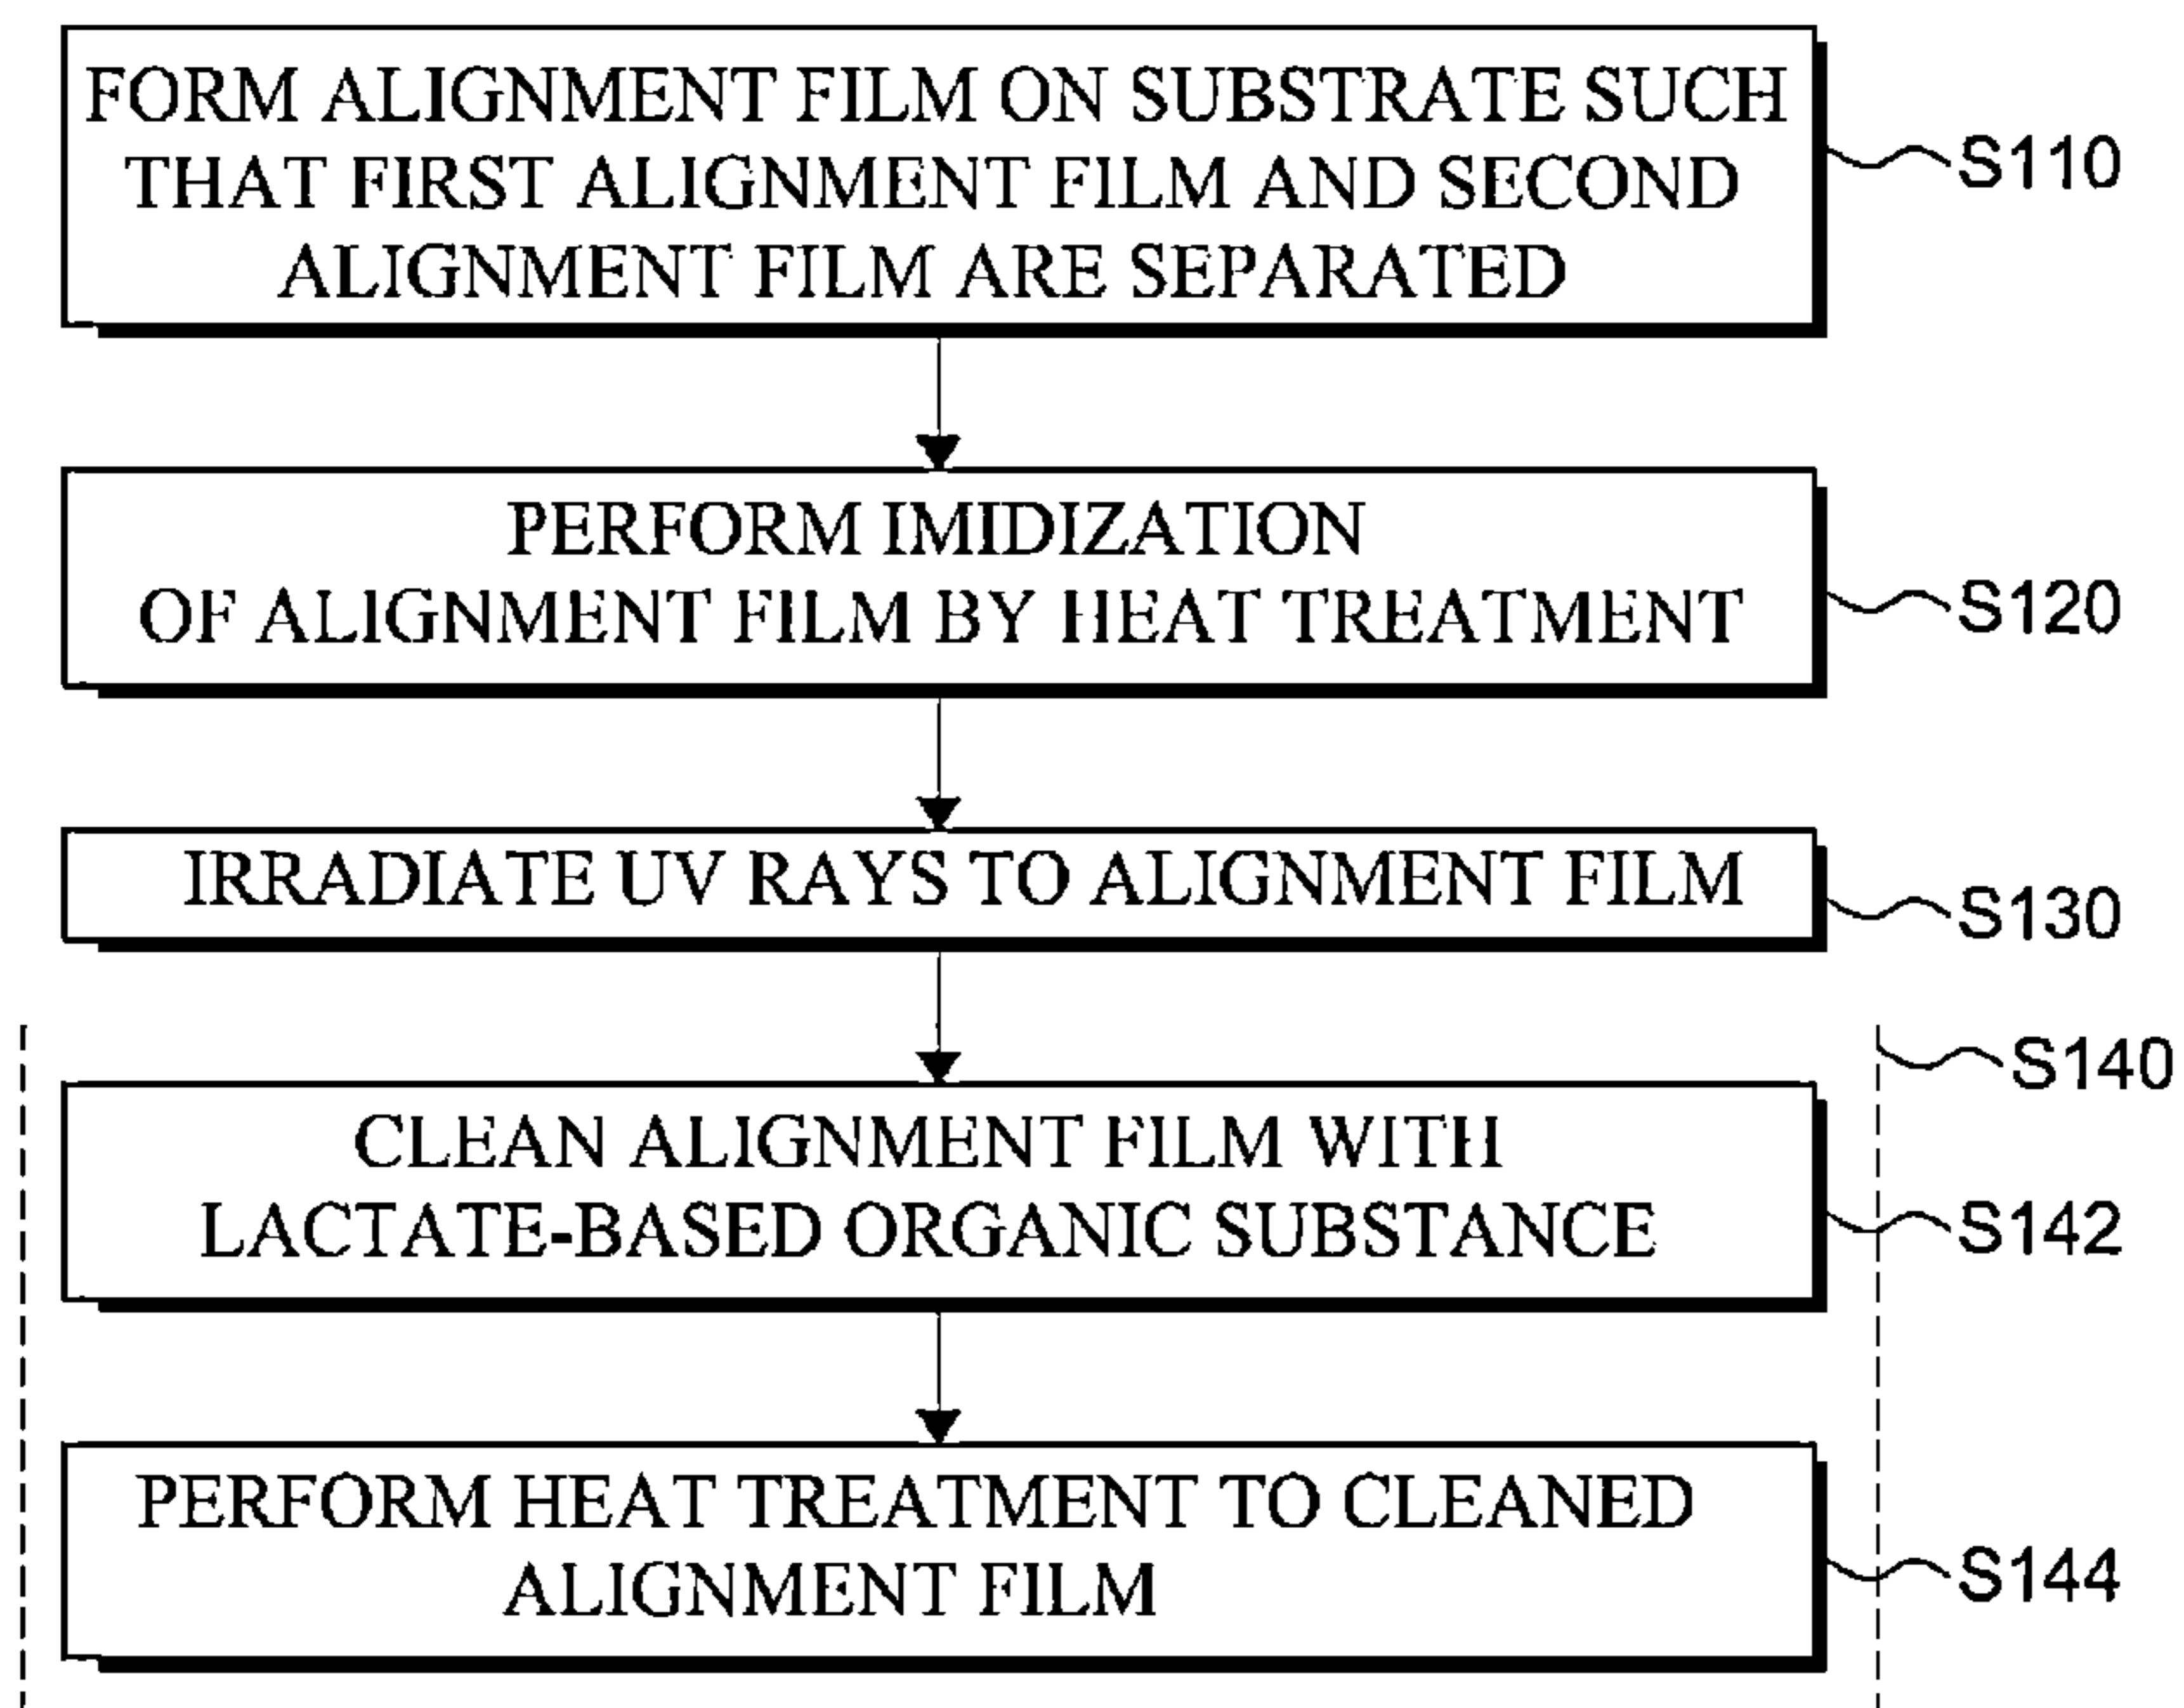 FORM ALIGNMENT FILM ON SUBSTRATE SUCH
THAT FIRST ALIGNMENT FILM AND SECOND
ALIGNMENT FILM ARE SEPARATED
S110
PERFORM IMIDIZATION
OF ALIGNMENT FILM BY HEAT TREATMENT
S120
IRRADIATE UV RAYS TO ALIGNMENT FILM
S130
S140
CLEAN ALIGNMENT FILM WITH
LACTATE-BASED ORGANIC SUBSTANCE
S142
PERFORM HEAT TREATMENT TO CLEANED
ALIGNMENT FILM
S144